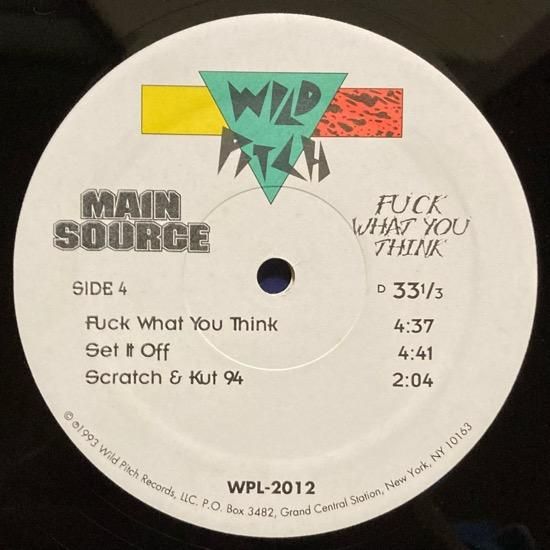 WILD
PITCH
MAIN
SOURCE
FUCK
WHAT YOU
THINK
SIDE 4
D 33 1/3
Fuck What You Think 4:37
Set It Off 4:41
Scratch & Kut 94 2:04
WPL-2012
© ℗1993 Wild Pitch Records, LLC. P.O. Box 3482, Grand Central Station, New York, NY 10163